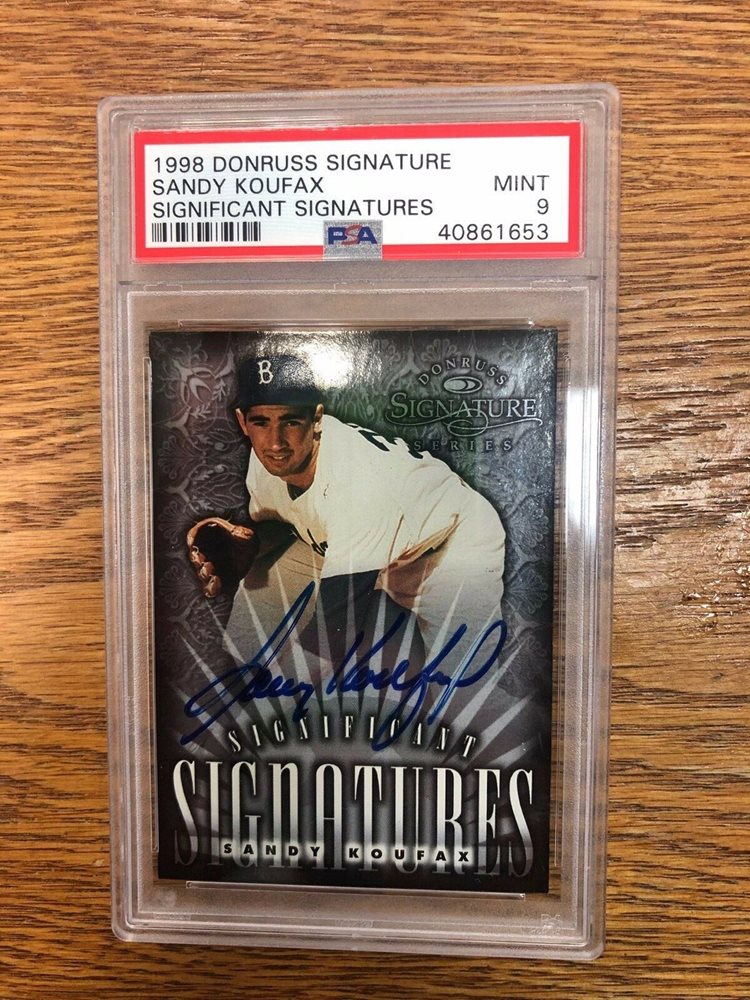 1998 DONRUSS SIGNATURE
SANDY KOUFAX MINT
SIGNIFICANT SIGNATURES 9
PSA 40861653
B
DONRUSS
SIGNATURE
SERIES
Sandy Koufax
SIGNIFICANT
SIGNATURES
SANDY KOUFAX